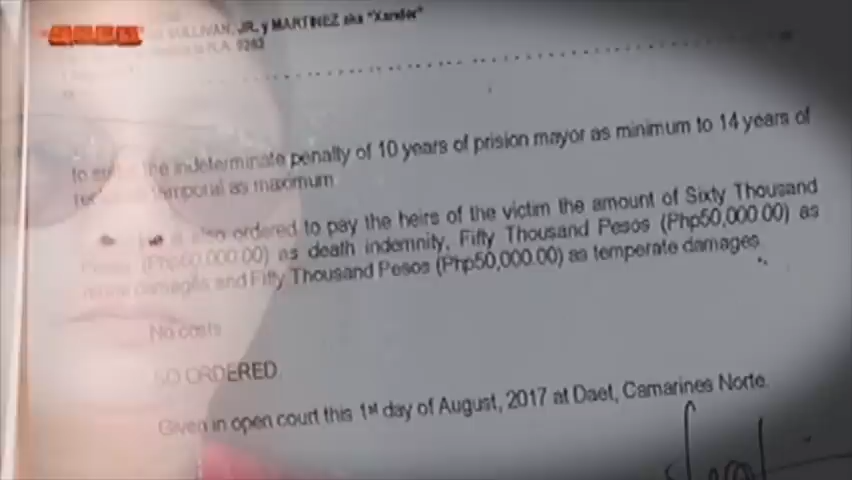 SULLIVAN, JR. y MARTINEZ aka "Xander"
R.A. 9262
to the indeterminate penalty of 10 years of prision mayor as minimum to 14 years of
temporal as maximum.
is also ordered to pay the heirs of the victim the amount of Sixty Thousand
Pesos as death indemnity, Fifty Thousand Pesos (Php50,000.00) as
damages and Fifty Thousand Pesos (Php50,000.00) as temperate damages.
No costs
SO ORDERED.
Given in open court this 1st day of August, 2017 at Daet, Camarines Norte.